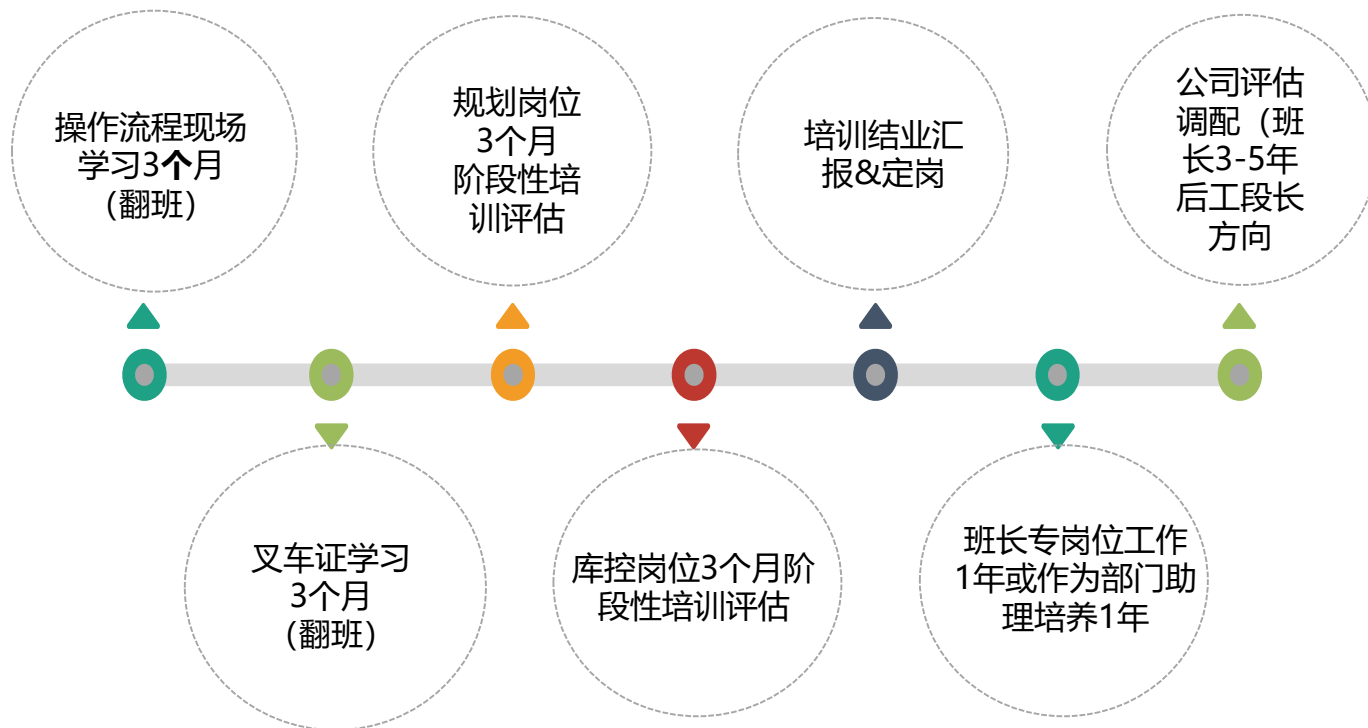 操作流程现场
学习3个月
（翻班）
叉车证学习
3个月
（翻班）
规划岗位
3个月
阶段性培
训评估
库控岗位3个月阶
段性培训评估
培训结业汇
报&定岗
班长专岗位工作
1年或作为部门助
理培养1年
公司评估
调配（班
长3-5年
后工段长
方向